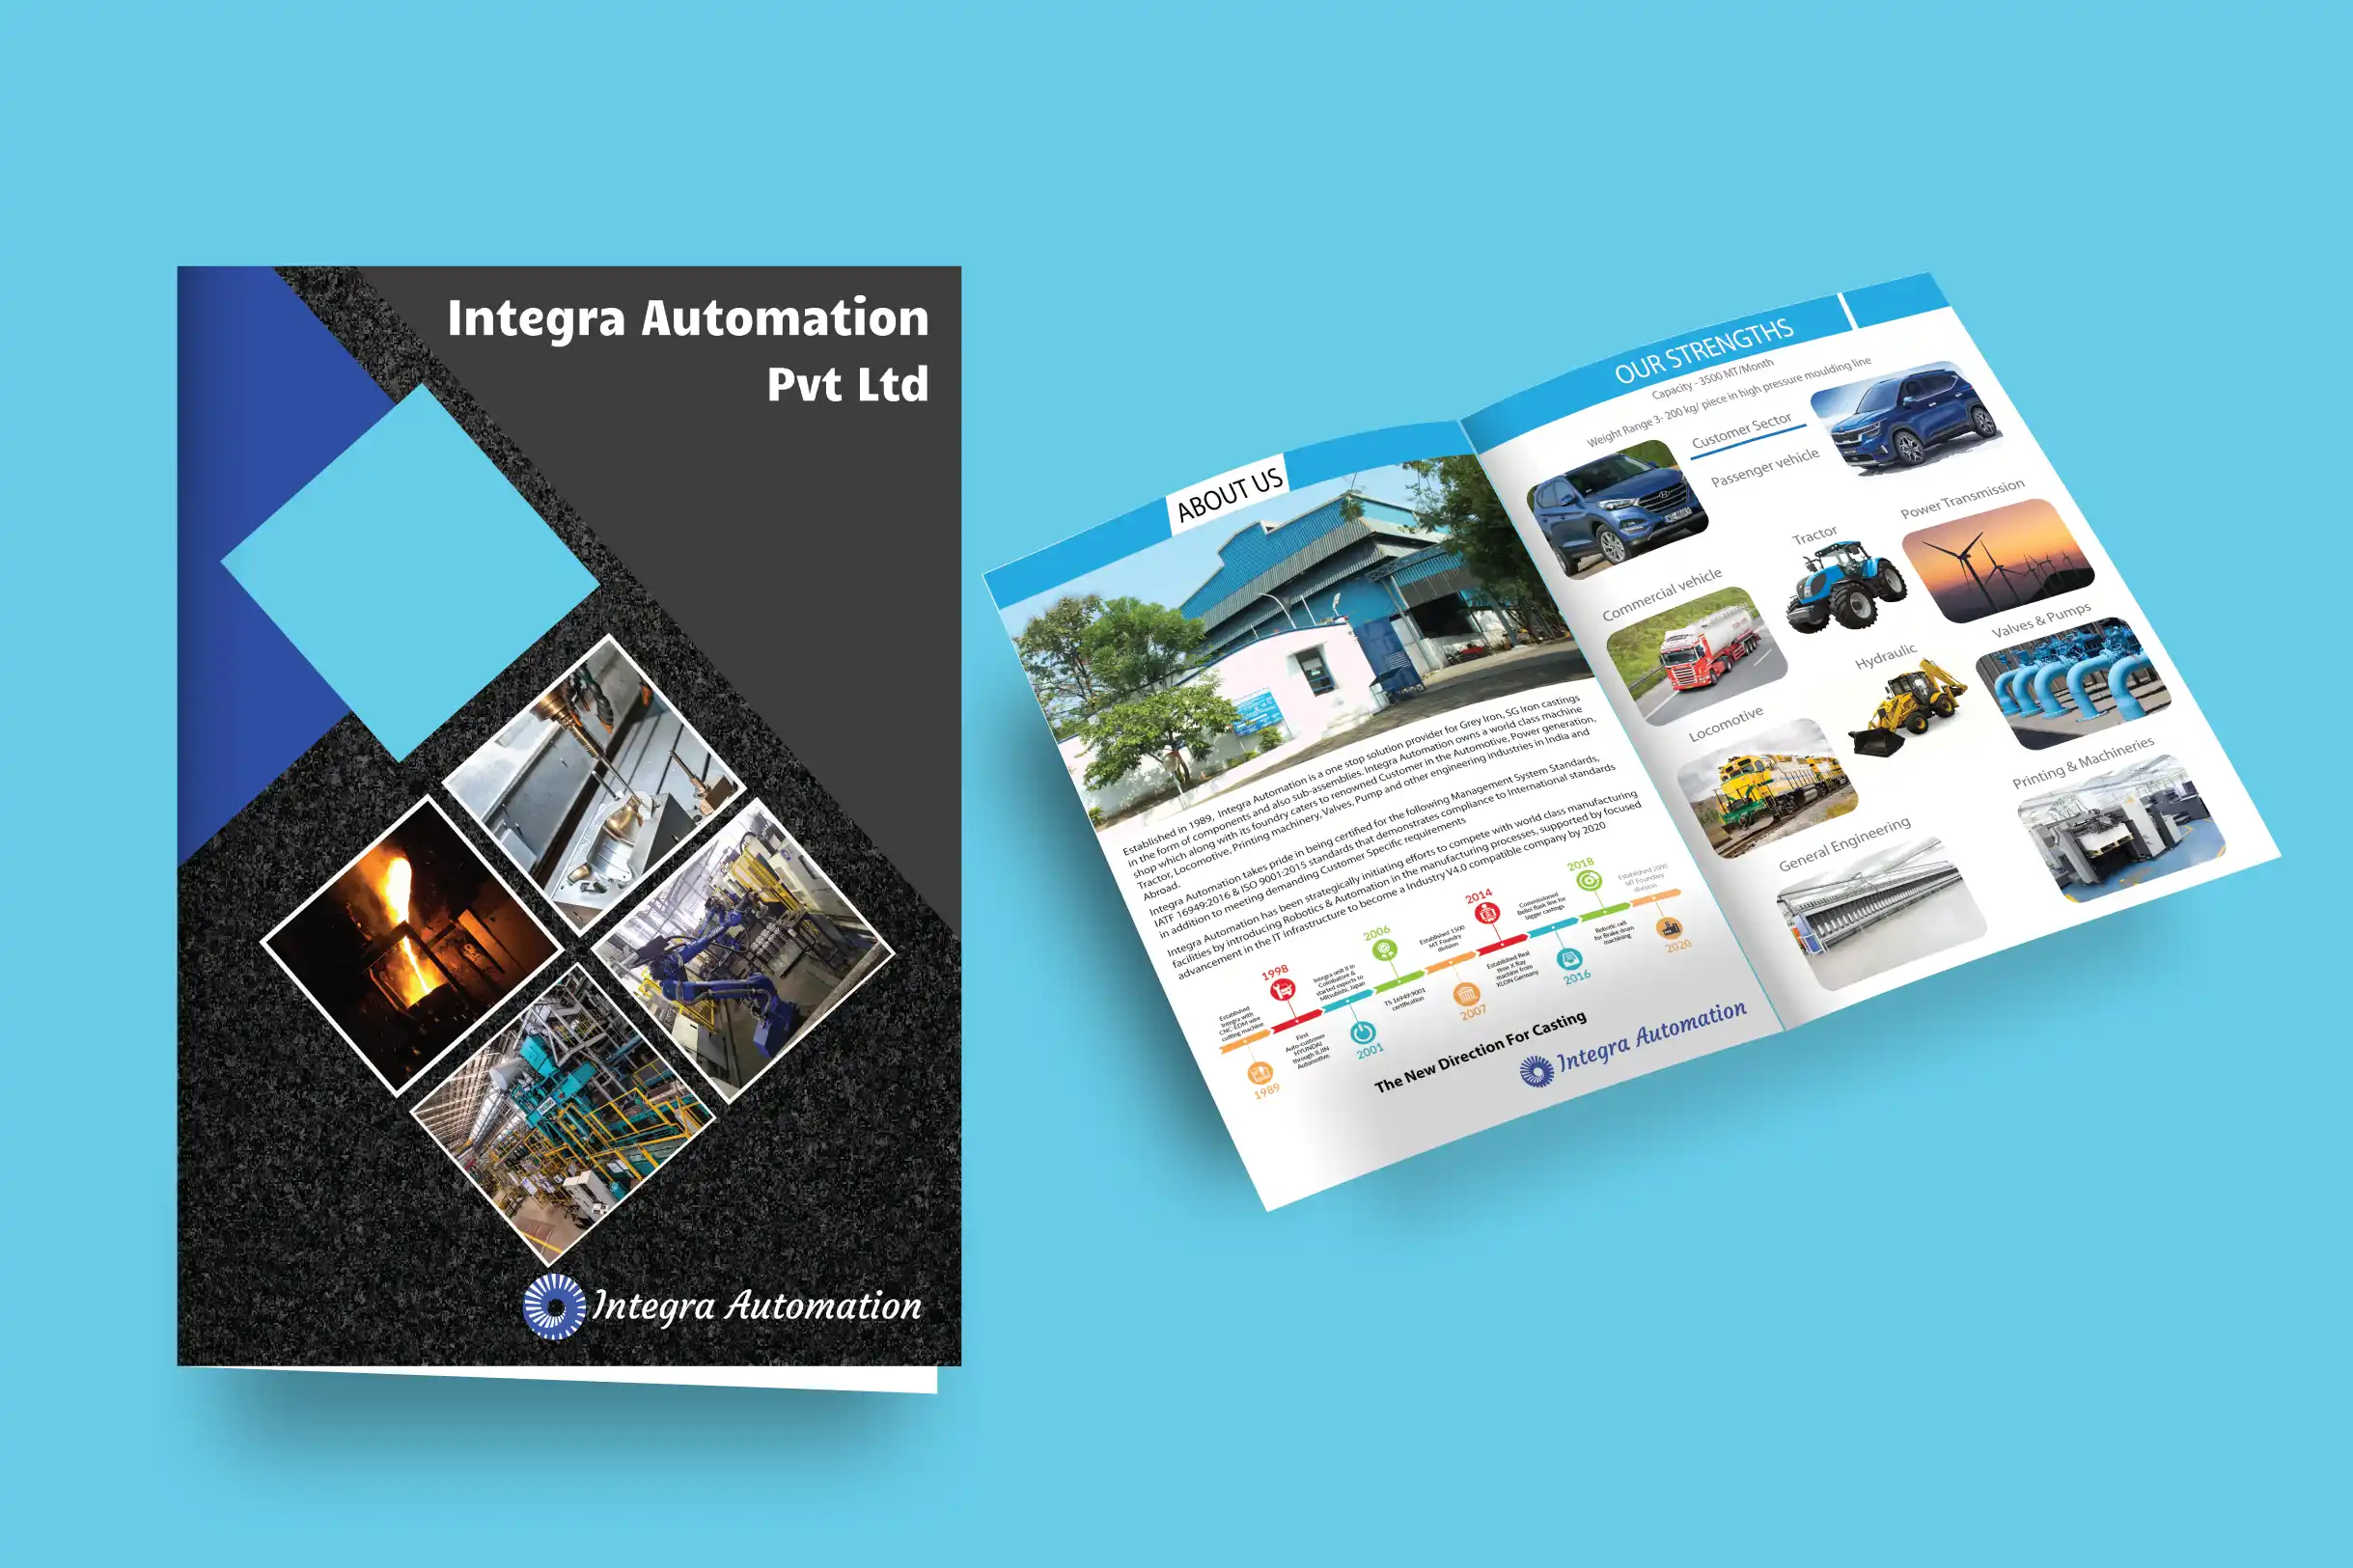 Integra Automation
Pvt Ltd
Integra Automation
ABOUT US
Established in 1989, Integra Automation is a one stop solution provider for Grey Iron, SG Iron castings
in the form of components and also sub-assemblies. Integra Automation owns a world class machine
shop which along with its foundry caters to renowned Customer in the Automotive, Power generation,
Tractor, Locomotive, Printing machinery, Valves, Pump and other engineering industries in India and
Abroad.
Integra Automation takes pride in being certified for the following Management System Standards,
IATF 16949:2016 & ISO 9001:2015 standards that demonstrates compliance to International standards
in addition to meeting demanding Customer Specific requirements
Integra Automation has been strategically initiating efforts to compete with world class manufacturing
facilities by introducing Robotics & Automation in the manufacturing processes, supported by focused
advancement in the IT infrastructure to become a Industry V4.0 compatible company by 2020
Established
Integra with
CNC-EDM wire
cutting machine
1989
1998
First
Auto-customer
HYUNDAI
through ILJIN
Automotive.
Integra unit II in
Coimbatore &
started exports to
Mitsubishi, Japan
2001
2006
TS 16949:9001
certification
Established 1500
MT Foundry
division
2007
2014
Established Real
time X Ray
machine from
XLON Germany
Commissioned
Belloi flask line for
bigger castings
2016
2018
Robotic cell
for Brake drum
machining
Established 2000
MT Foundary
division
2020
The New Direction For Casting
Integra Automation
OUR STRENGTHS
Capacity - 3500 MT/Month
Weight Range 3- 200 kg/ piece in high pressure moulding line
Customer Sector
Passenger vehicle
Commercial vehicle
Tractor
Power Transmission
Locomotive
Hydraulic
Valves & Pumps
General Engineering
Printing & Machineries